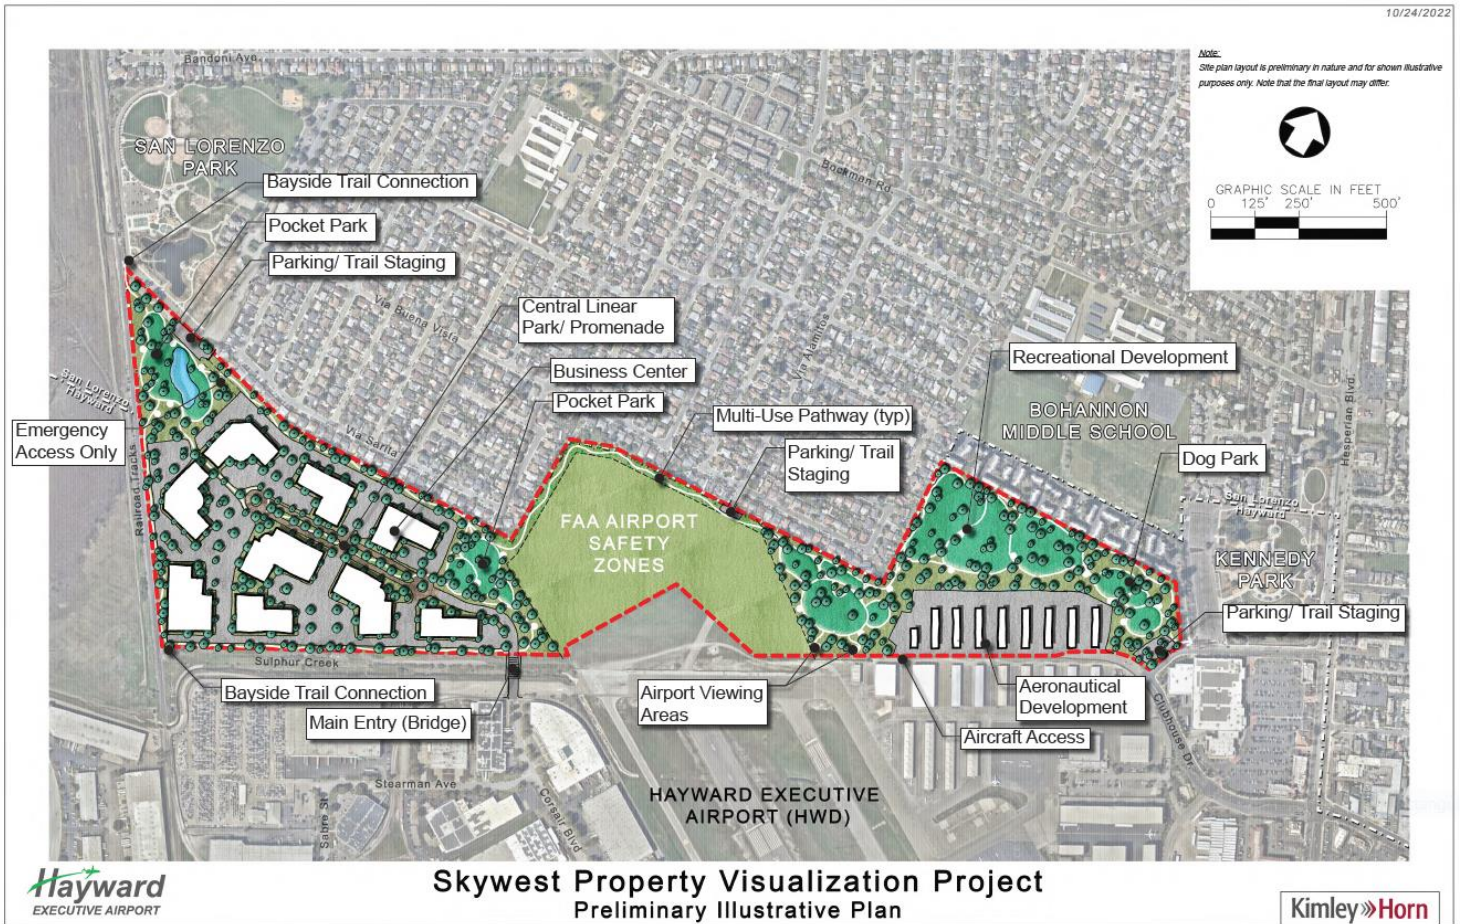 10/24/2022
Note:
Site plan layout is preliminary in nature and for shown illustrative
purposes only. Note that the final layout may differ.
GRAPHIC SCALE IN FEET
0 125' 250' 500'
Bandoni Ave
SAN LORENZO
PARK
Bayside Trail Connection
Pocket Park
Parking/ Trail Staging
Bockman Rd
Via Buena Vista
Central Linear
Park/ Promenade
Business Center
Pocket Park
Via Alamitos
Recreational Development
San Lorenzo
Hayward
Emergency
Access Only
Railroad Tracks
Via Sarita
Multi-Use Pathway (typ)
Parking/ Trail
Staging
BOHANNON
MIDDLE SCHOOL
Dog Park
Hesperian Blvd.
San Lorenzo
Hayward
FAA AIRPORT
SAFETY
ZONES
KENNEDY
PARK
Parking/ Trail Staging
Sulphur Creek
Bayside Trail Connection
Main Entry (Bridge)
Airport Viewing
Areas
Aeronautical
Development
Aircraft Access
Clubhouse Dr
Stearman Ave
Sabre St
Corsair Blvd
HAYWARD EXECUTIVE
AIRPORT (HWD)
Hayward
EXECUTIVE AIRPORT
Skywest Property Visualization Project
Preliminary Illustrative Plan
Kimley»Horn